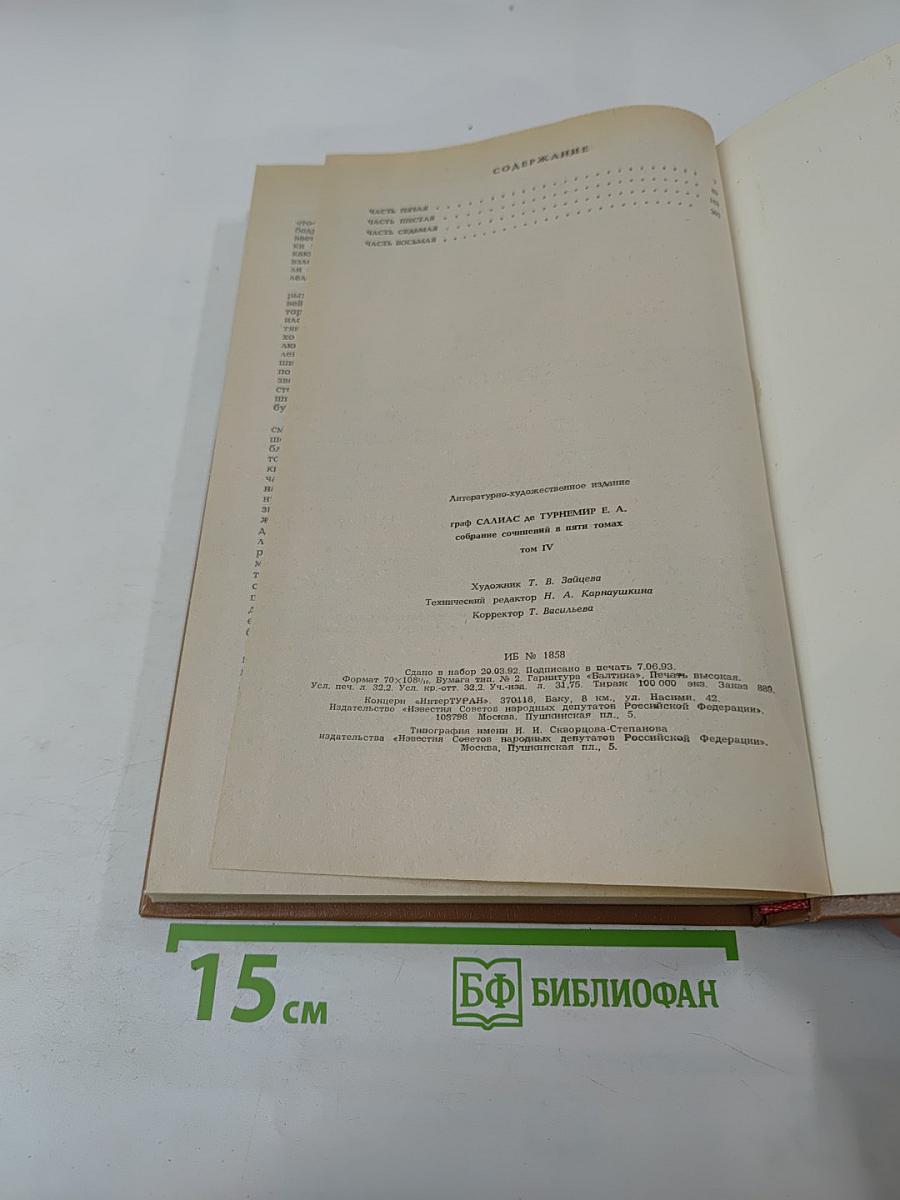 СОДЕРЖАНИЕ
ЧАСТЬ ПЯТАЯ
ЧАСТЬ ШЕСТАЯ
ЧАСТЬ СЕДЬМАЯ
ЧАСТЬ ВОСЬМАЯ
Литературно-художественное издание
граф САЛИАС де ТУРНЕМИР Е. А.
собрание сочинений в пяти томах
том IV
Художник Т. В. Зайцева
Технический редактор Н. А. Карнаушкина
Корректор Т. Васильева
ИБ № 1858
Сдано в набор 20.03.92. Подписано в печать 7.06.93.
Формат 70×108¹/₁₆. Бумага тип. № 2. Гарнитура «Балтика». Печать высокая.
Усл. печ. л. 32,2. Усл. кр.-отт. 32,2. Уч.-изд. л. 31,75. Тираж 100 000 экз. Заказ 883.
Концерн «ИнтерТУРАН». 370118, Баку, 8 км., ул. Насими, 42.
Издательство «Известия Советов народных депутатов Российской Федерации».
103798 Москва, Пушкинская пл., 5.
Типография имени И. И. Скворцова-Степанова
издательства «Известия Советов народных депутатов Российской Федерации».
Москва, Пушкинская пл., 5.
15 см
БФ БИБЛИОФАН